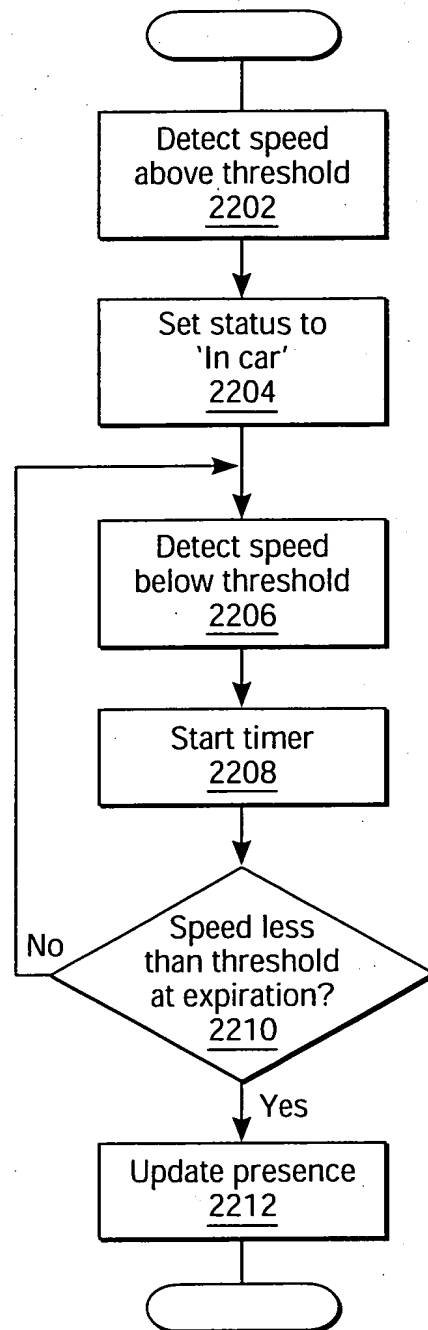 Detect speed
above threshold
2202
Set status to
‘In car’
2204
Detect speed
below threshold
2206
Start timer
2208
No
Speed less
than threshold
at expiration?
2210
Yes
Update presence
2212